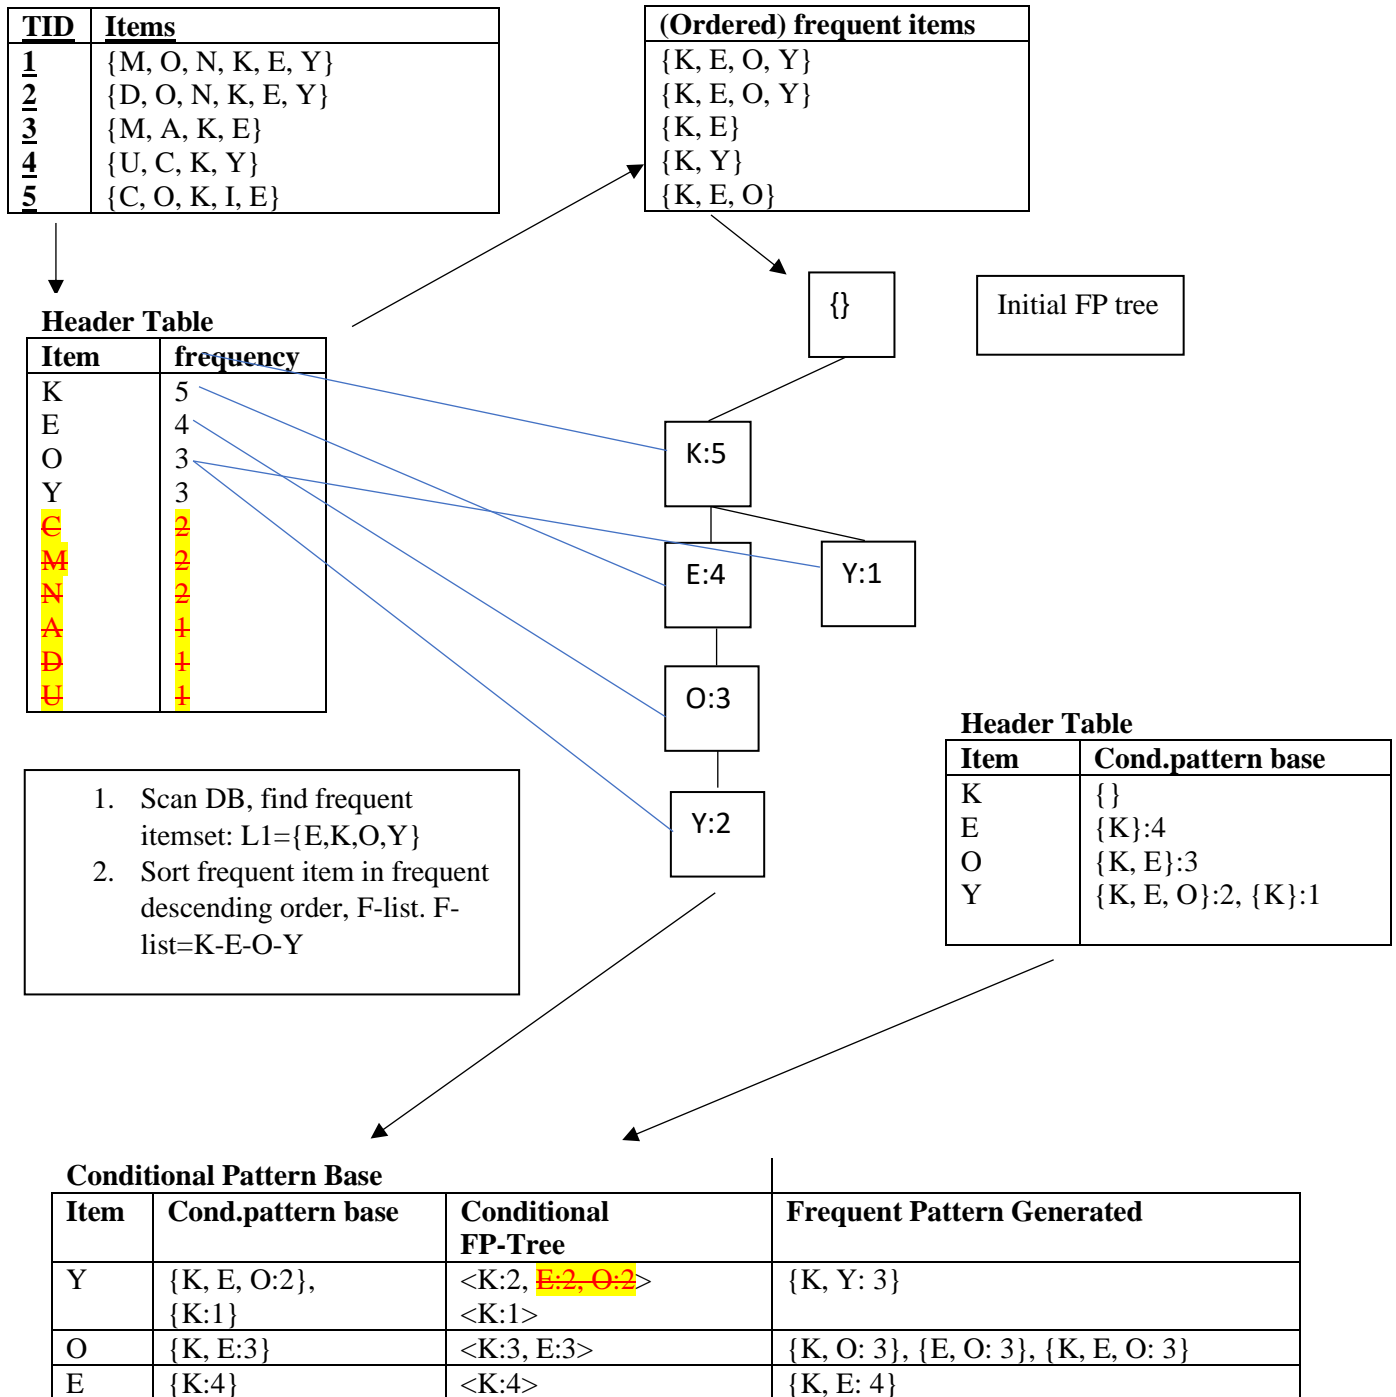 TID Items
1 {M, O, N, K, E, Y}
2 {D, O, N, K, E, Y}
3 {M, A, K, E}
4 {U, C, K, Y}
5 {C, O, K, I, E}
(Ordered) frequent items
{K, E, O, Y}
{K, E, O, Y}
{K, E}
{K, Y}
{K, E, O}
{}
Initial FP tree
Header Table
Item frequency
K 5
E 4
O 3
Y 3
C 2
M 2
N 2
A 1
D 1
U 1
K:5
E:4
Y:1
O:3
Y:2
1. Scan DB, find frequent
itemset: L1={E,K,O,Y}
2. Sort frequent item in frequent
descending order, F-list. F-
list=K-E-O-Y
Header Table
Item Cond.pattern base
K {}
E {K}:4
O {K, E}:3
Y {K, E, O}:2, {K}:1
Conditional Pattern Base
Item Cond.pattern base Conditional Frequent Pattern Generated
FP-Tree
Y {K, E, O:2}, <K:2, E:2, O:2> {K, Y: 3}
{K:1} <K:1>
O {K, E:3} <K:3, E:3> {K, O: 3}, {E, O: 3}, {K, E, O: 3}
E {K:4} <K:4> {K, E: 4}